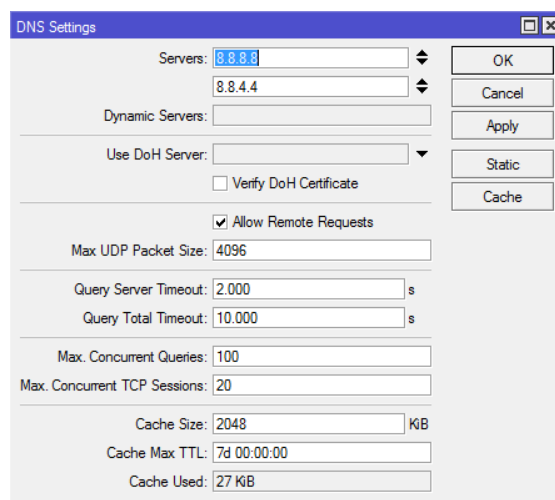 DNS Settings
Servers: 8.8.8.8
OK
8.8.4.4
Cancel
Dynamic Servers:
Apply
Use DoH Server:
Static
Verify DoH Certificate
Cache
Allow Remote Requests
Max UDP Packet Size: 4096
Query Server Timeout: 2.000 s
Query Total Timeout: 10.000 s
Max. Concurrent Queries: 100
Max. Concurrent TCP Sessions: 20
Cache Size: 2048 KiB
Cache Max TTL: 7d 00:00:00
Cache Used: 27 KiB